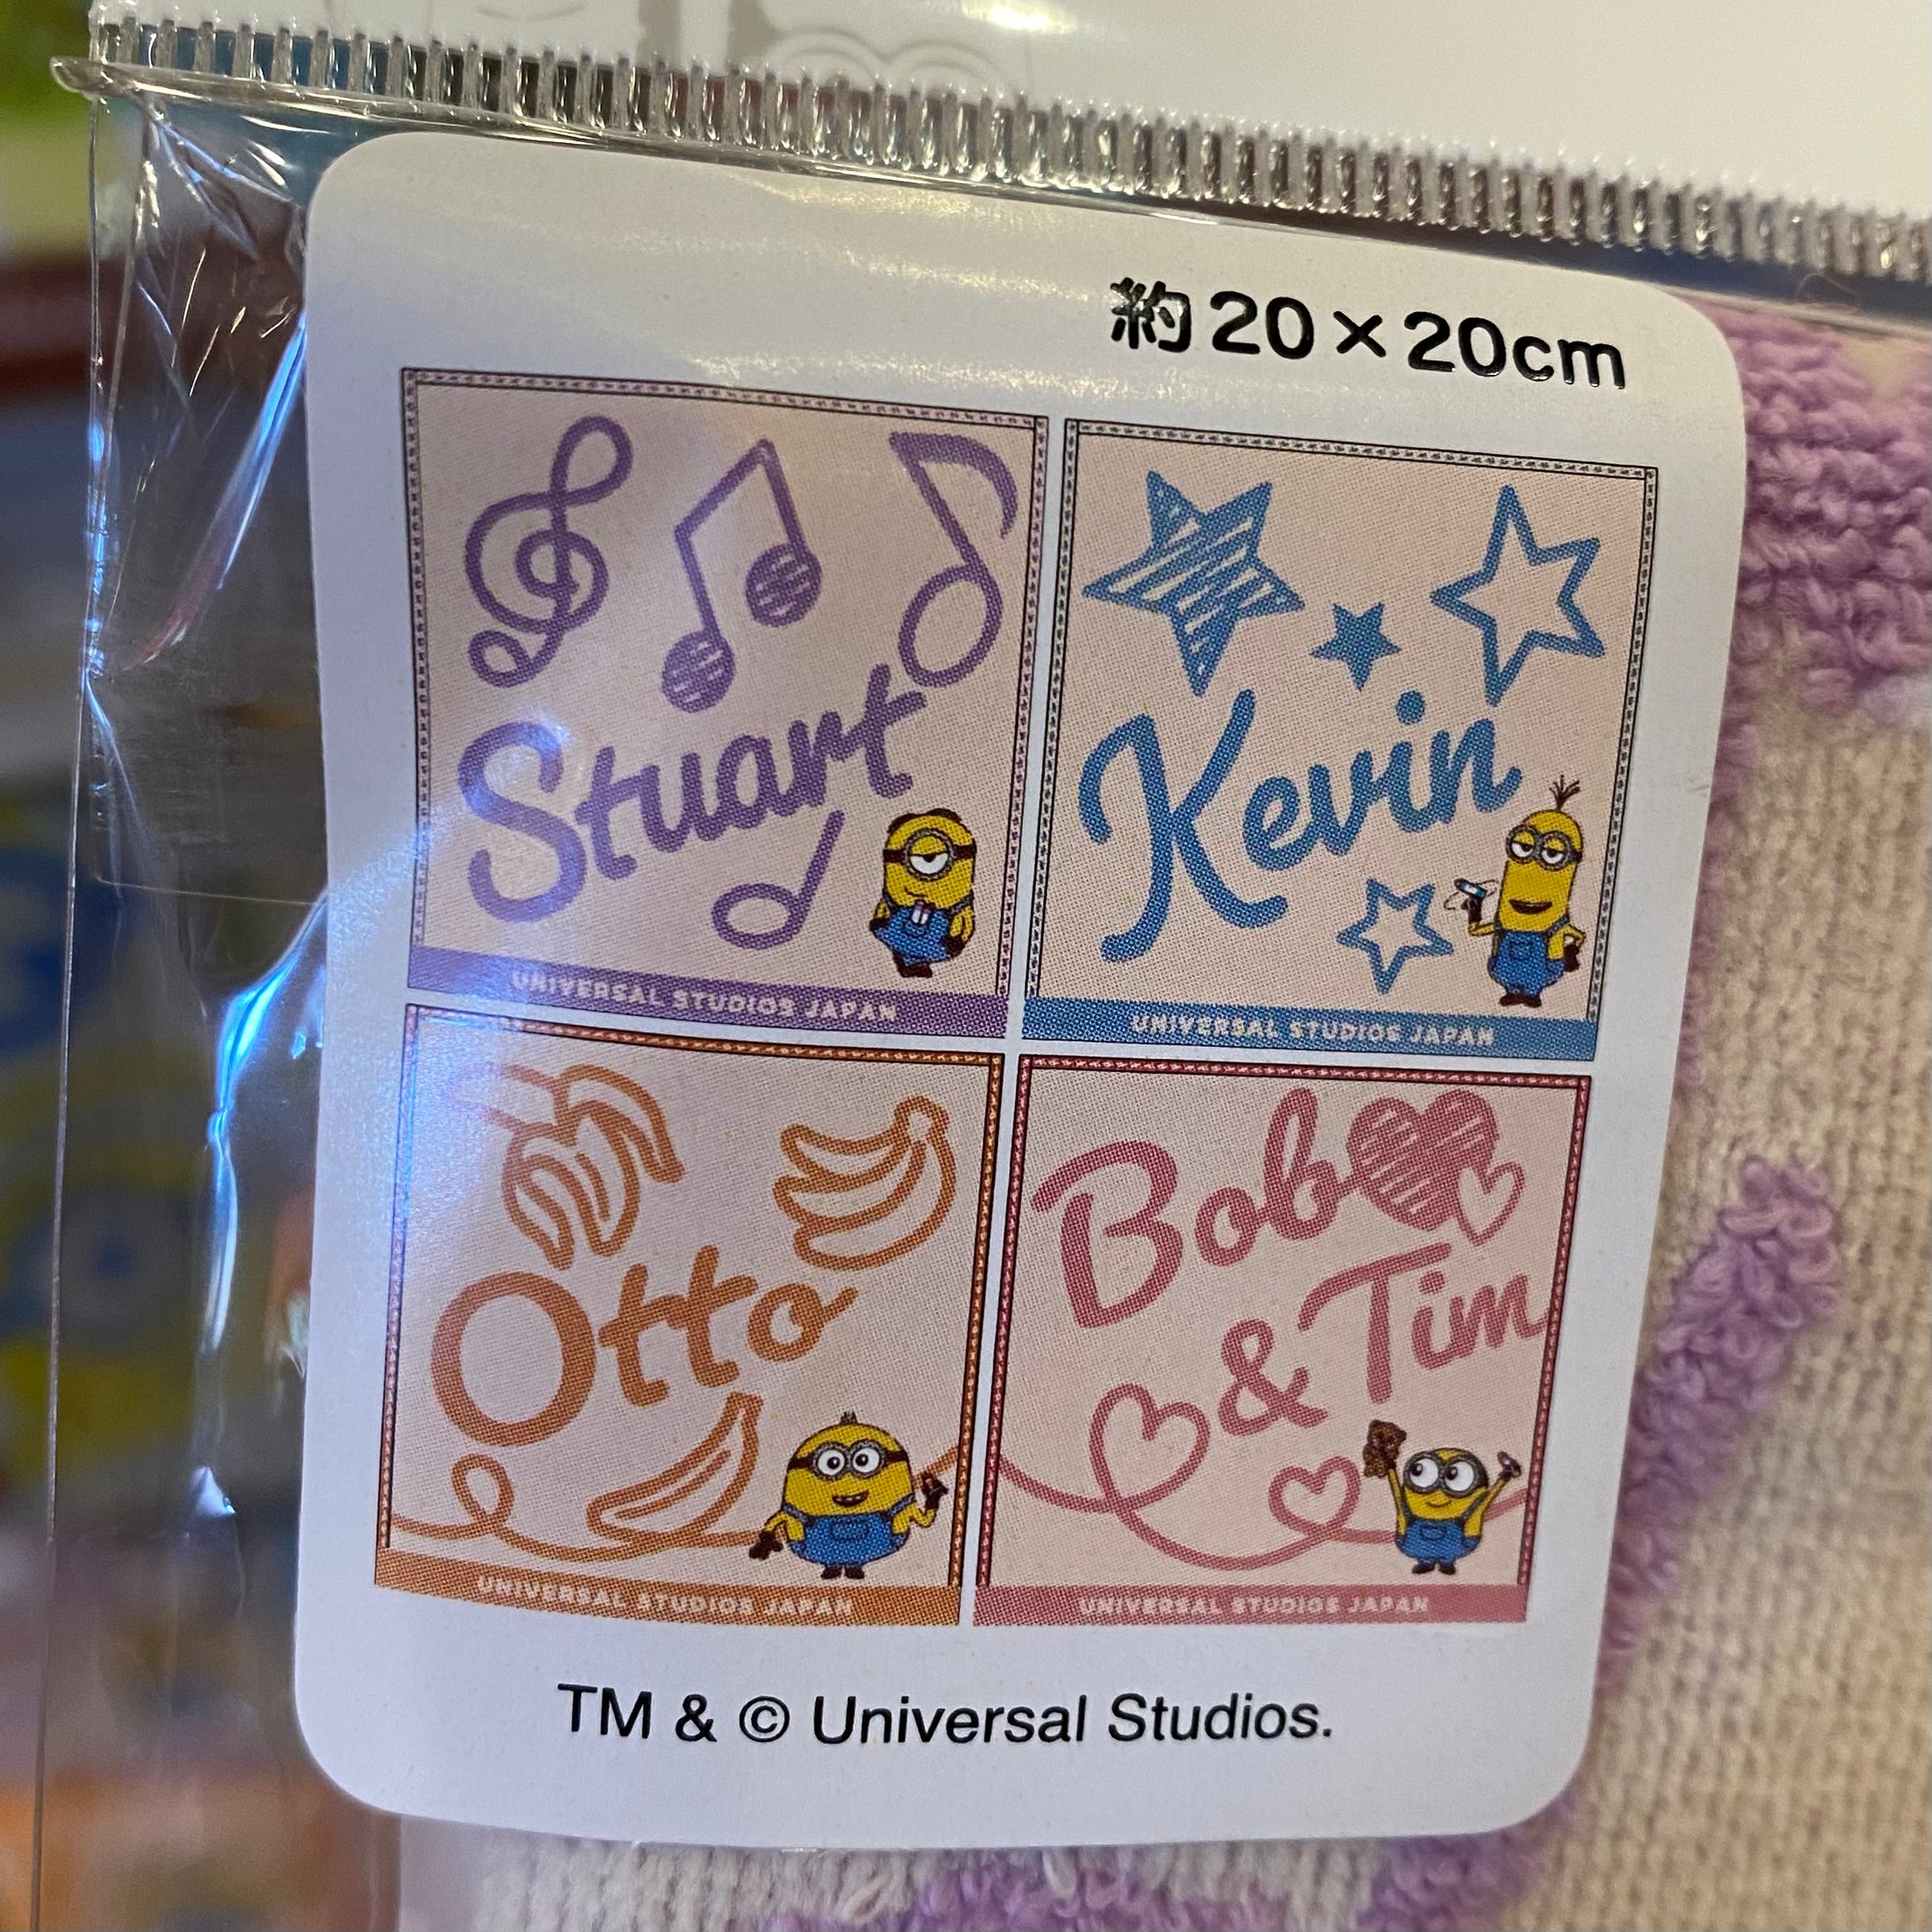 約20×20cm
Stuart
UNIVERSAL STUDIOS JAPAN
Kevin
UNIVERSAL STUDIOS JAPAN
Otto
UNIVERSAL STUDIOS JAPAN
Bob
& Tim
UNIVERSAL STUDIOS JAPAN
TM & © Universal Studios.